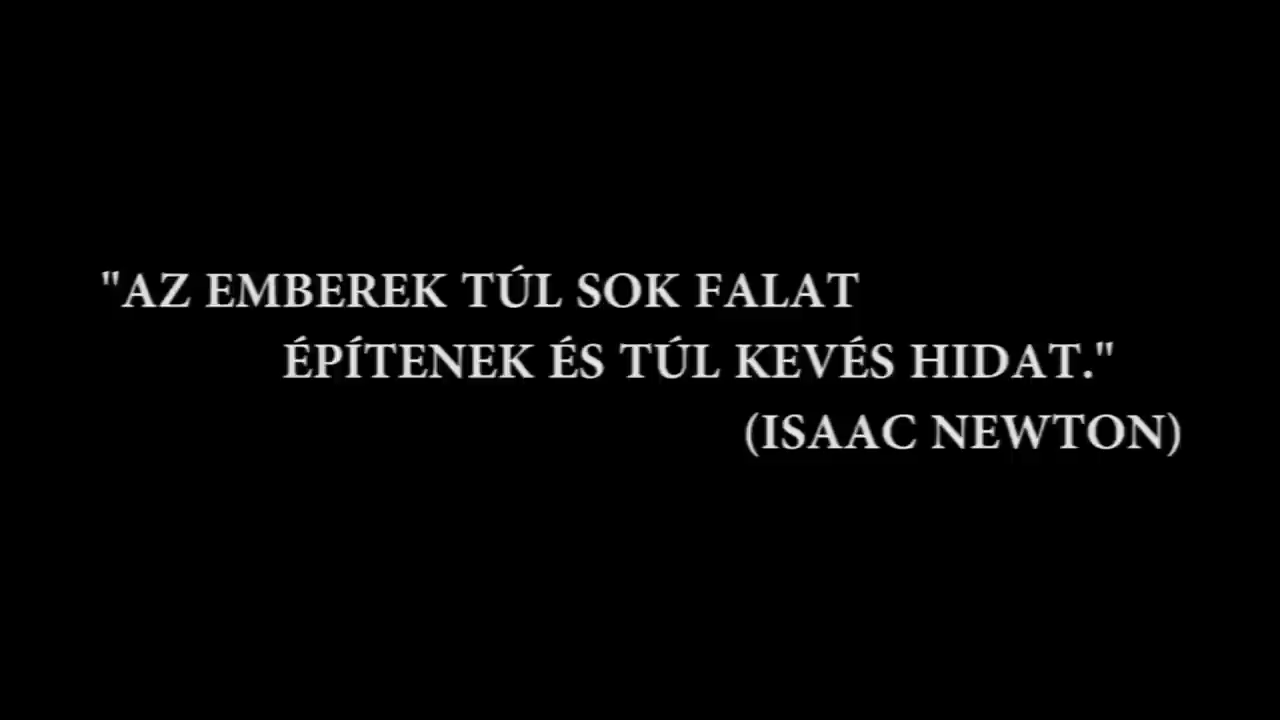 "AZ EMBEREK TÚL SOK FALAT
ÉPÍTENEK ÉS TÚL KEVÉS HIDAT."
(ISAAC NEWTON)